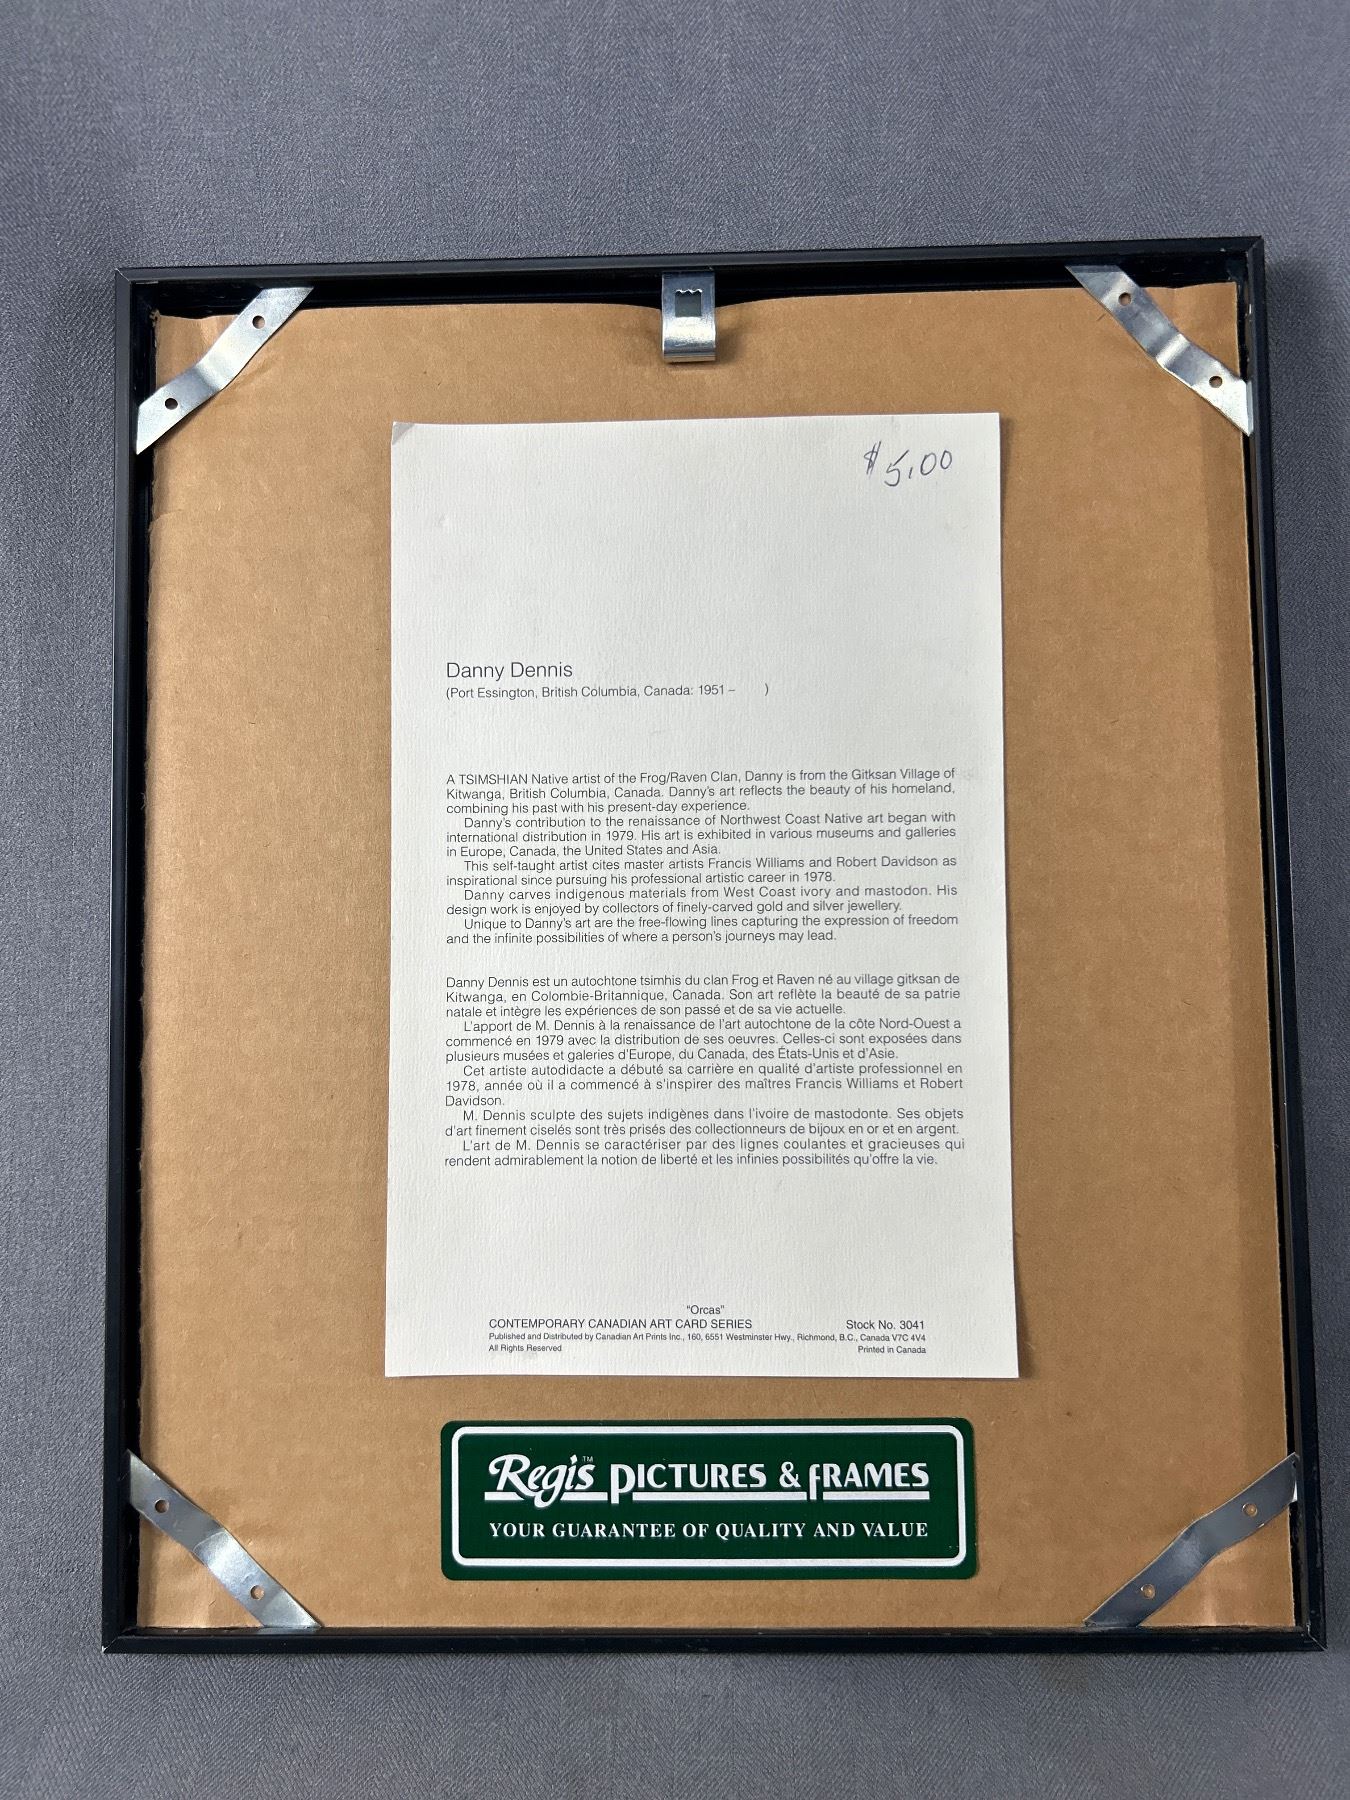 $5.00
Danny Dennis
(Port Essington, British Columbia, Canada: 1951 – )
A TSIMSHIAN Native artist of the Frog/Raven Clan, Danny is from the Gitksan Village of
Kitwanga, British Columbia, Canada. Danny's art reflects the beauty of his homeland,
combining his past with his present-day experience.
Danny's contribution to the renaissance of Northwest Coast Native art began with
international distribution in 1979. His art is exhibited in various museums and galleries
in Europe, Canada, the United States and Asia.
This self-taught artist cites master artists Francis Williams and Robert Davidson as
inspirational since pursuing his professional artistic career in 1978.
Danny carves indigenous materials from West Coast ivory and mastodon. His
design work is enjoyed by collectors of finely-carved gold and silver jewellery.
Unique to Danny's art are the free-flowing lines capturing the expression of freedom
and the infinite possibilities of where a person's journeys may lead.
Danny Dennis est un autochtone tsimhis du clan Frog et Raven né au village gitksan de
Kitwanga, en Colombie-Britannique, Canada. Son art reflète la beauté de sa patrie
natale et intègre les expériences de son passé et de sa vie actuelle.
L'apport de M. Dennis à la renaissance de l'art autochtone de la côte Nord-Ouest a
commencé en 1979 avec la distribution de ses oeuvres. Celles-ci sont exposées dans
plusieurs musées et galeries d'Europe, du Canada, des États-Unis et d'Asie.
Cet artiste autodidacte a débuté sa carrière en qualité d'artiste professionnel en
1978, année où il a commencé à s'inspirer des maîtres Francis Williams et Robert
Davidson.
M. Dennis sculpte des sujets indigènes dans l'ivoire de mastodonte. Ses objets
d'art finement ciselés sont très prisés des collectionneurs de bijoux en or et en argent.
L'art de M. Dennis se caractériser par des lignes coulantes et gracieuses qui
rendent admirablement la notion de liberté et les infinies possibilités qu'offre la vie.
"Orcas"
CONTEMPORARY CANADIAN ART CARD SERIES Stock No. 3041
Published and Distributed by Canadian Art Prints Inc., 160, 6551 Westminster Hwy., Richmond, B.C., Canada V7C 4V4
All Rights Reserved Printed in Canada
Regis™ PICTURES & FRAMES
YOUR GUARANTEE OF QUALITY AND VALUE